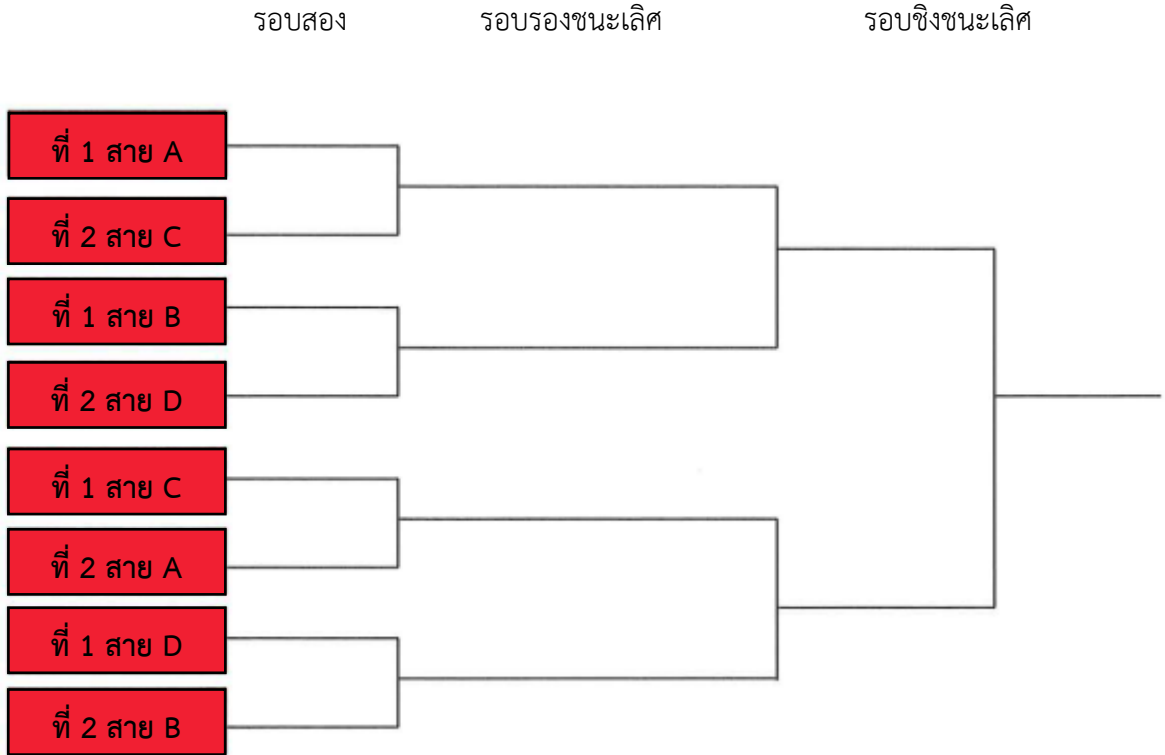 รอบสอง รอบรองชนะเลิศ รอบชิงชนะเลิศ
ที่ 1 สาย A
ที่ 2 สาย C
ที่ 1 สาย B
ที่ 2 สาย D
ที่ 1 สาย C
ที่ 2 สาย A
ที่ 1 สาย D
ที่ 2 สาย B